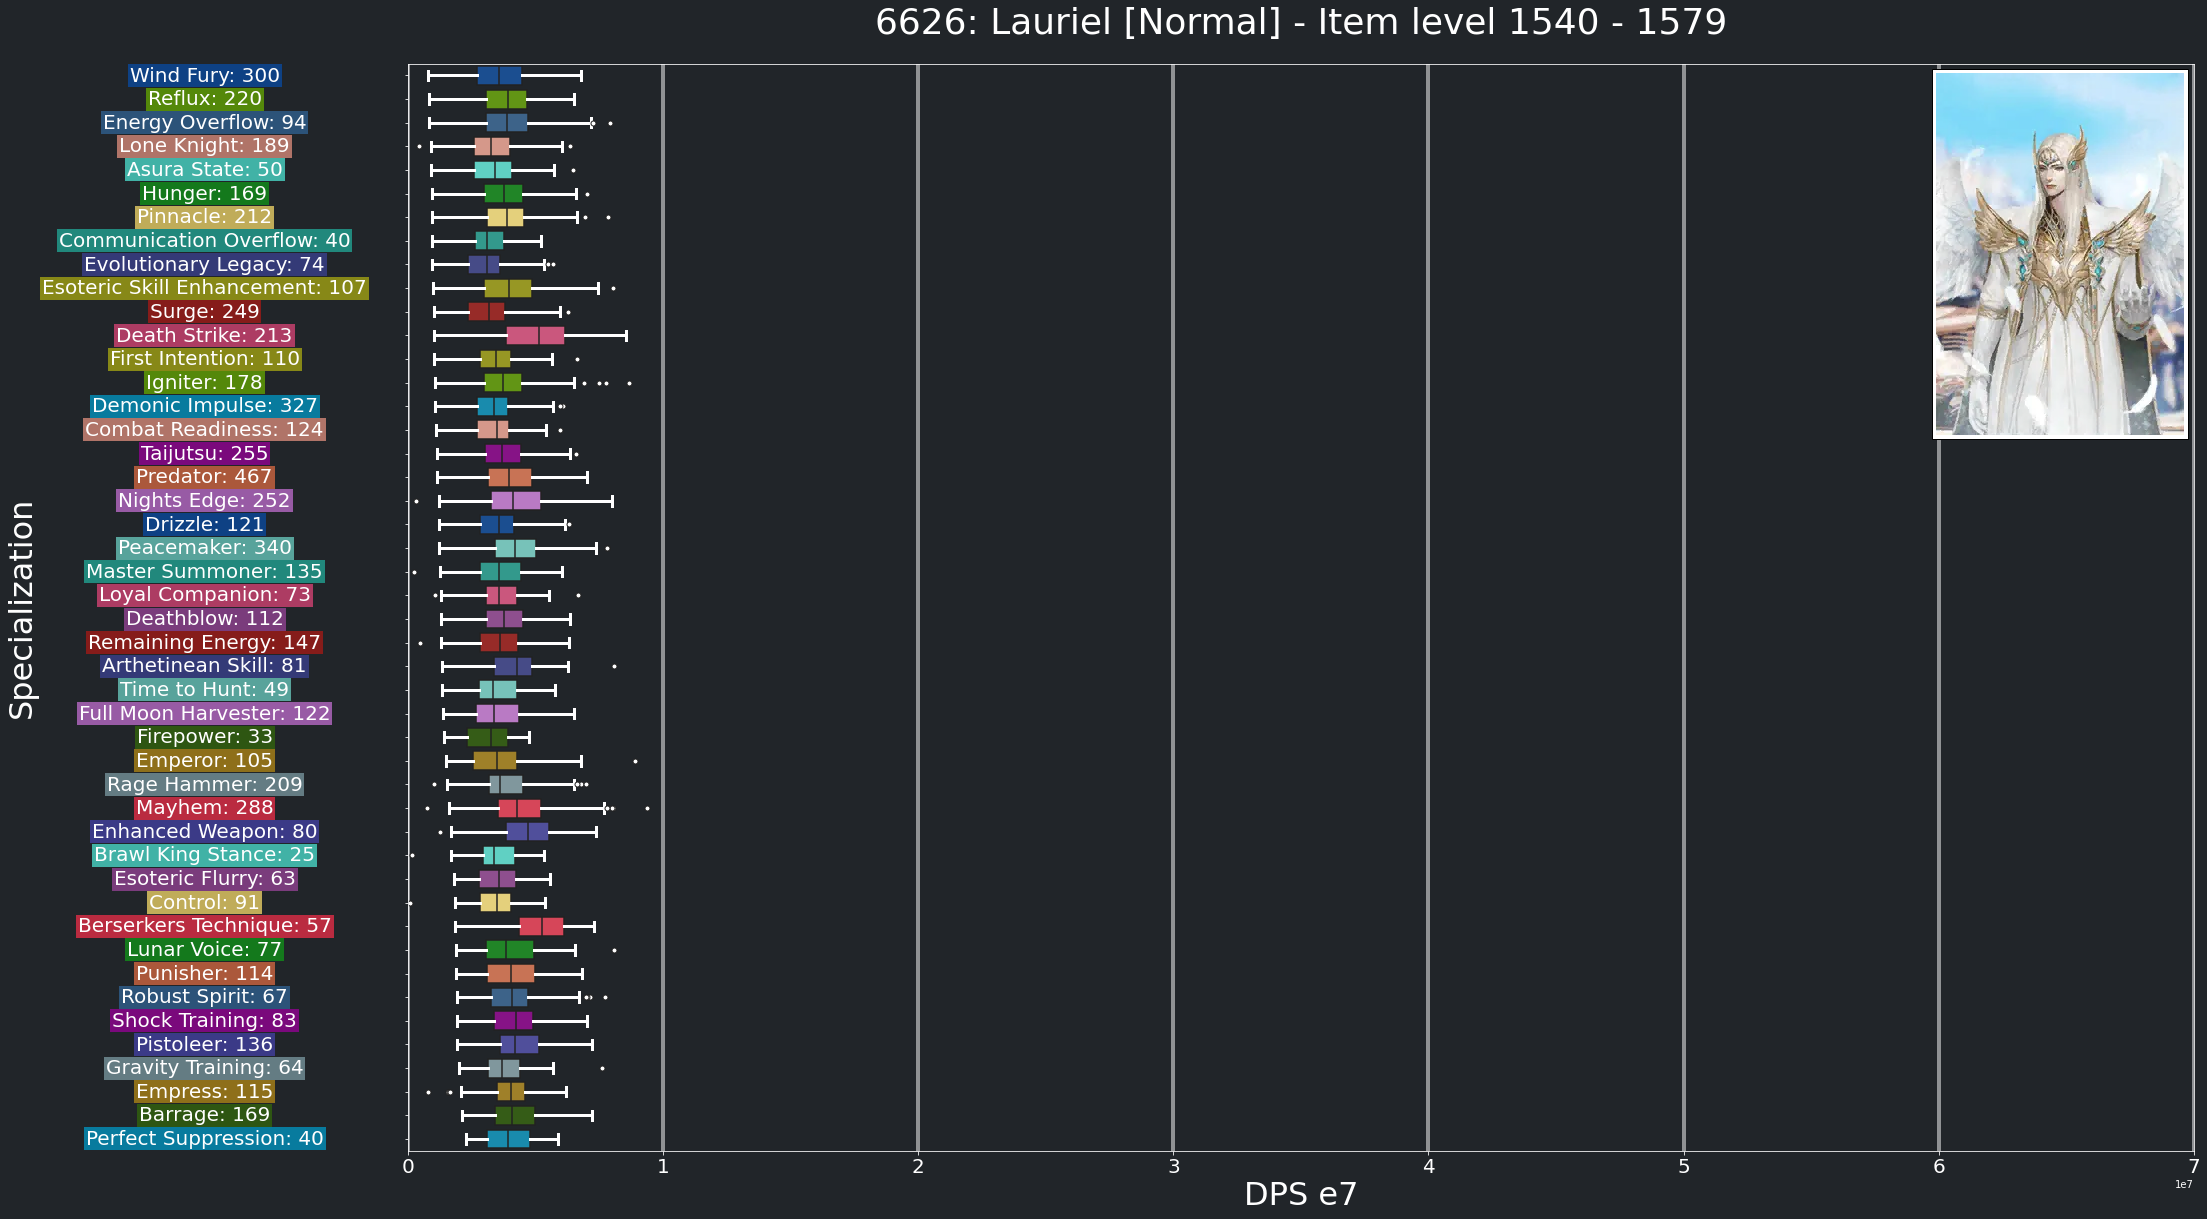 6626: Lauriel [Normal] - Item level 1540 - 1579
Wind Fury: 300
Reflux: 220
Energy Overflow: 94
Lone Knight: 189
Asura State: 50
Hunger: 169
Pinnacle: 212
Communication Overflow: 40
Evolutionary Legacy: 74
Esoteric Skill Enhancement: 107
Surge: 249
Death Strike: 213
First Intention: 110
Igniter: 178
Demonic Impulse: 327
Combat Readiness: 124
Taijutsu: 255
Predator: 467
Nights Edge: 252
Drizzle: 121
Peacemaker: 340
Master Summoner: 135
Loyal Companion: 73
Deathblow: 112
Remaining Energy: 147
Arthetinean Skill: 81
Time to Hunt: 49
Full Moon Harvester: 122
Firepower: 33
Emperor: 105
Rage Hammer: 209
Mayhem: 288
Enhanced Weapon: 80
Brawl King Stance: 25
Esoteric Flurry: 63
Control: 91
Berserkers Technique: 57
Lunar Voice: 77
Punisher: 114
Robust Spirit: 67
Shock Training: 83
Pistoleer: 136
Gravity Training: 64
Empress: 115
Barrage: 169
Perfect Suppression: 40
Specialization
0 1 2 3 4 5 6 7
1e7
DPS e7